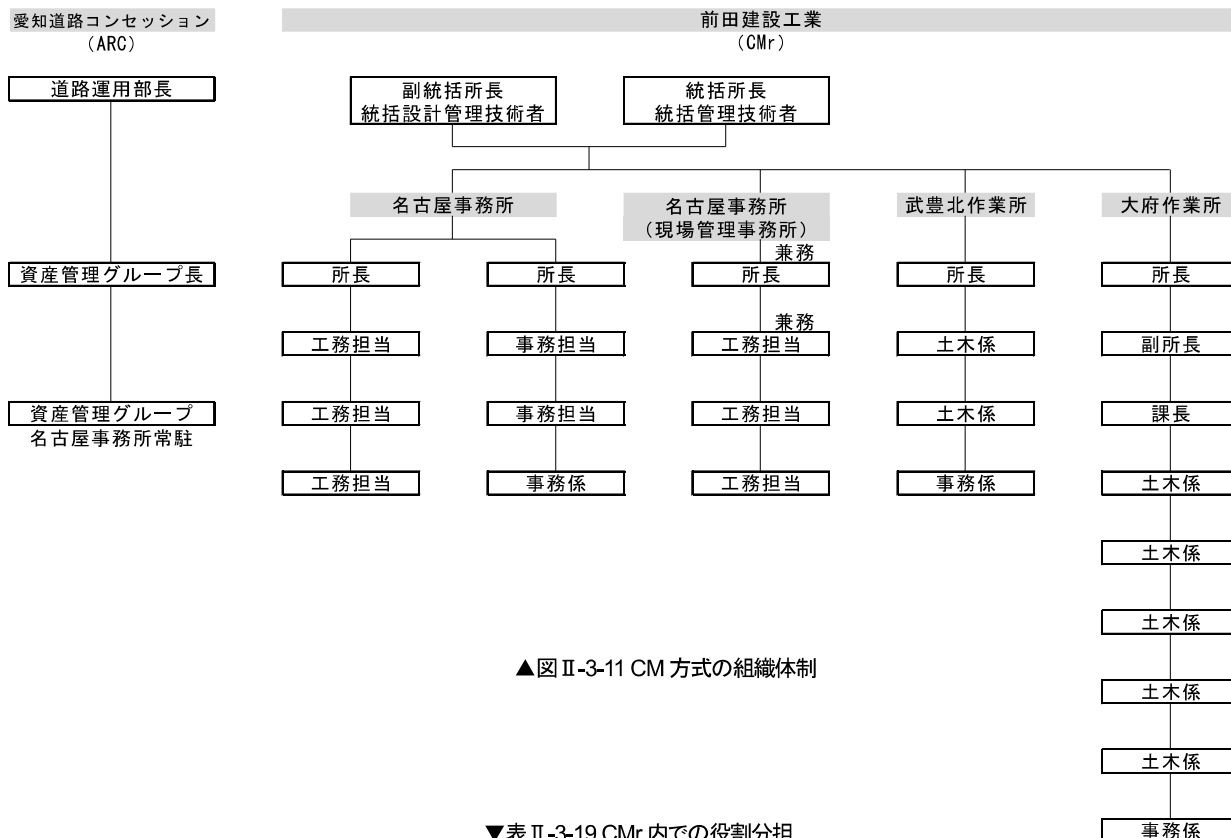 愛知道路コンセッション
(ARC)
前田建設工業
(CMr)
道路運用部長
副統括所長
統括設計管理技術者
統括所長
統括管理技術者
名古屋事務所
名古屋事務所
(現場管理事務所)
武豊北作業所
大府作業所
兼務
資産管理グループ長
所長
所長
所長
所長
所長
兼務
工務担当
事務担当
工務担当
土木係
副所長
資産管理グループ
名古屋事務所常駐
工務担当
事務担当
工務担当
土木係
課長
工務担当
事務係
工務担当
事務係
土木係
土木係
土木係
▲図Ⅱ-3-11 CM 方式の組織体制
土木係
土木係
▼表Ⅱ-3-19 CMr 内での役割分担
事務係